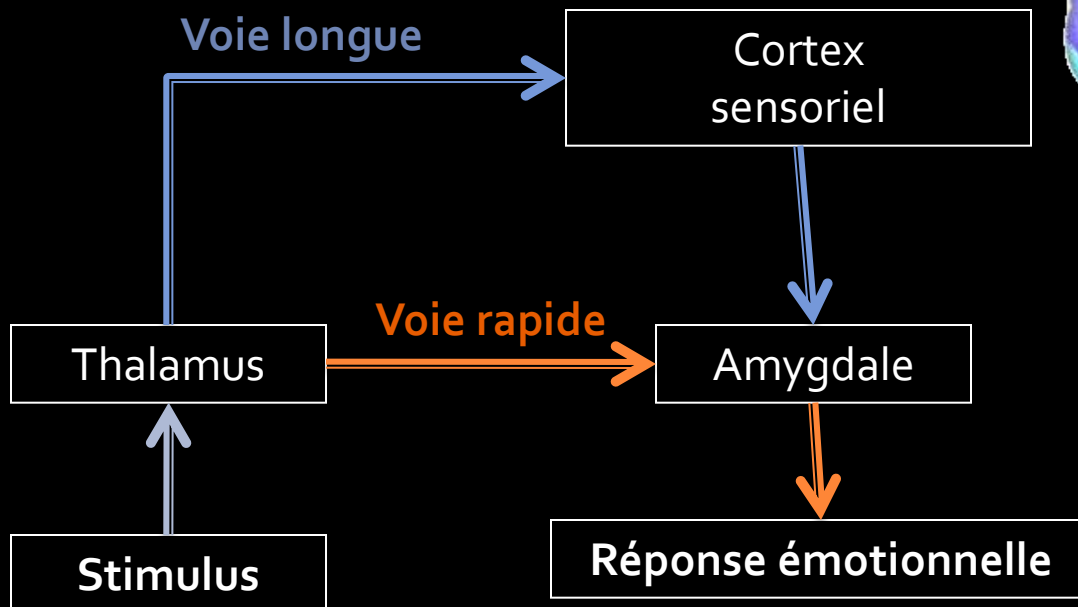 Voie longue
Cortex
sensoriel
Voie rapide
Thalamus
Amygdale
Stimulus
Réponse émotionnelle